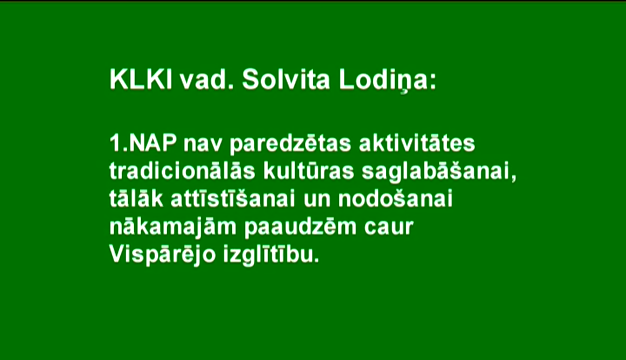 KLKI vad. Solvita Lodiņa:
1.NAP nav paredzētas aktivitātes
tradicionālās kultūras saglabāšanai,
tālāk attīstīšanai un nodošanai
nākamajām paaudzēm caur
Vispārējo izglītību.